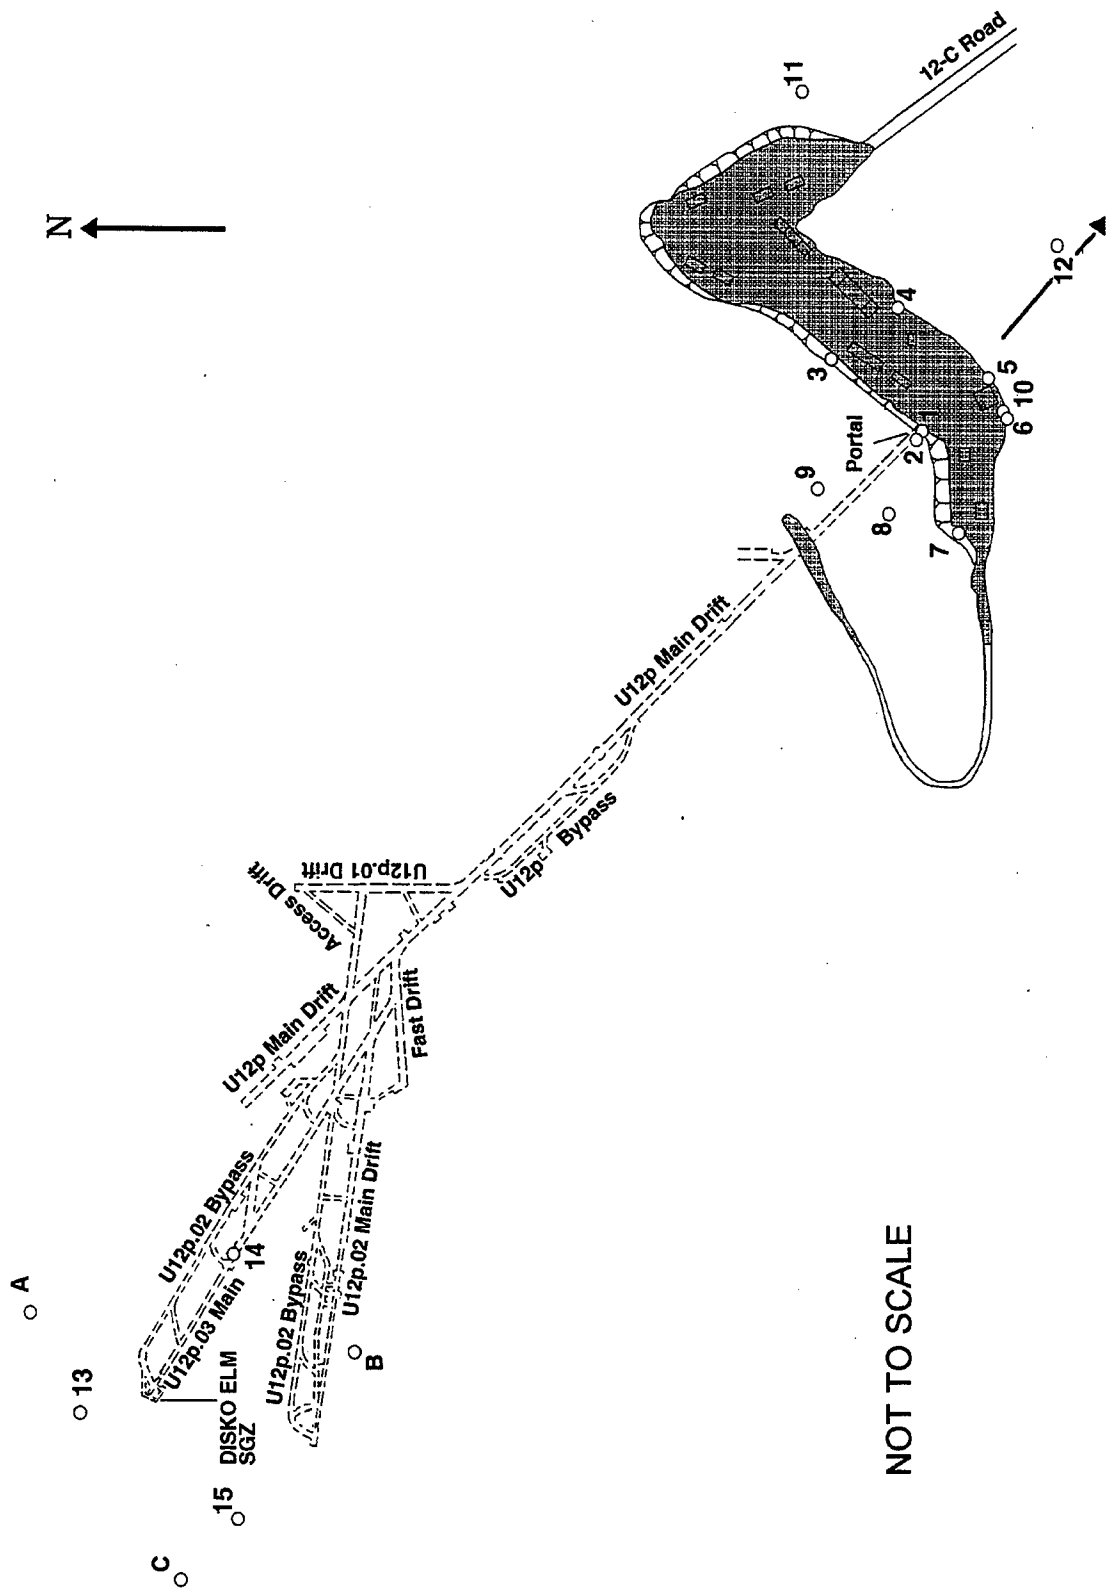 N
12-C Road
11
12
4
3
5
10
6
1
2
Portal
9
8
7
U12p Main Drift
U12p Bypass
U12p.01 Drift
Access Drift
U12p Main Drift
Fast Drift
U12p.02 Bypass
U12p.02 Main Drift
14
U12p.03 Main
U12p.02 Bypass
A
B
13
DISKO ELM
SGZ
15
C
NOT TO SCALE